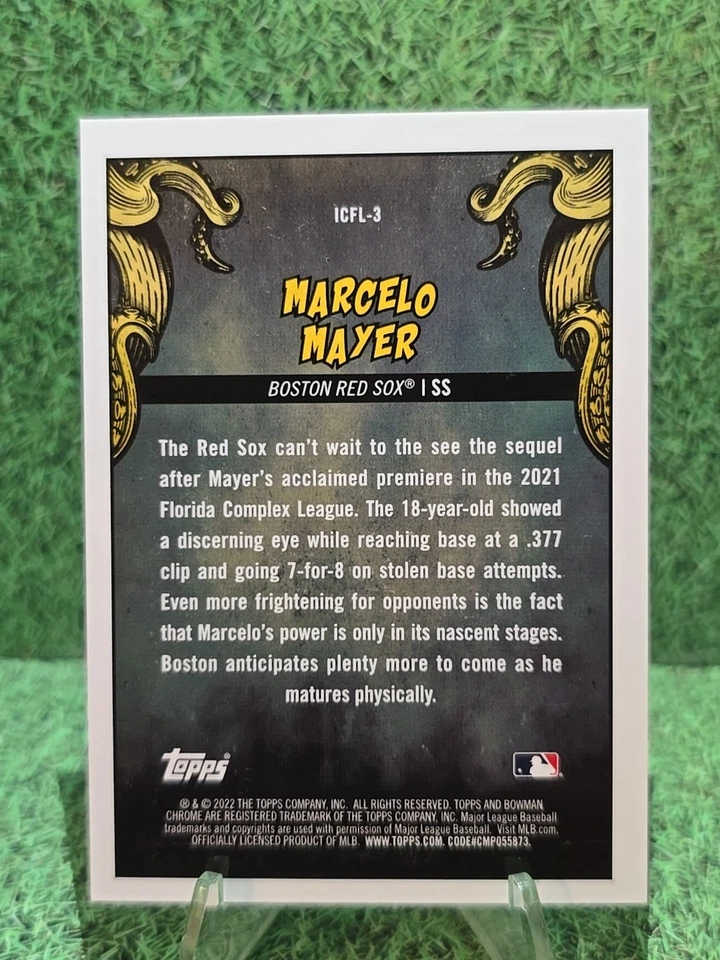 ICFL-3
MARCELO
MAYER
BOSTON RED SOX® | SS
The Red Sox can't wait to the see the sequel
after Mayer's acclaimed premiere in the 2021
Florida Complex League. The 18-year-old showed
a discerning eye while reaching base at a .377
clip and going 7-for-8 on stolen base attempts.
Even more frightening for opponents is the fact
that Marcelo's power is only in its nascent stages.
Boston anticipates plenty more to come as he
matures physically.
Topps®
® & © 2022 THE TOPPS COMPANY, INC. ALL RIGHTS RESERVED. TOPPS AND BOWMAN
CHROME ARE REGISTERED TRADEMARK OF THE TOPPS COMPANY, INC. Major League Baseball
trademarks and copyrights are used with permission of Major League Baseball. Visit MLB.com.
OFFICIALLY LICENSED PRODUCT OF MLB. WWW.TOPPS.COM. CODE#CMP055873.